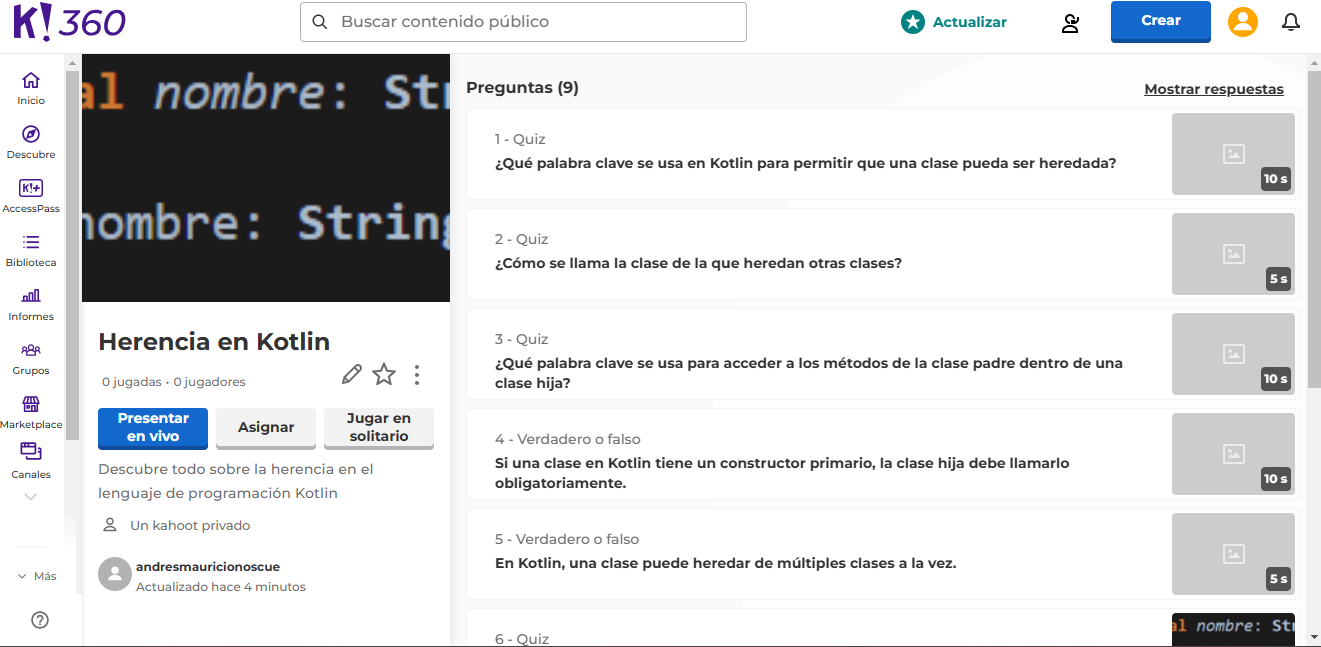 K! 360
Buscar contenido público
Actualizar
Crear
Inicio
Descubre
K!+
AccessPass
Biblioteca
Informes
Grupos
Marketplace
Canales
Más
al nombre: Str
nombre: String
Herencia en Kotlin
0 jugadas · 0 jugadores
Presentar
en vivo
Asignar
Jugar en
solitario
Descubre todo sobre la herencia en el
lenguaje de programación Kotlin
Un kahoot privado
andresmauricionoscue
Actualizado hace 4 minutos
Preguntas (9)
Mostrar respuestas
1 - Quiz
¿Qué palabra clave se usa en Kotlin para permitir que una clase pueda ser heredada?
10 s
2 - Quiz
¿Cómo se llama la clase de la que heredan otras clases?
5 s
3 - Quiz
¿Qué palabra clave se usa para acceder a los métodos de la clase padre dentro de una
clase hija?
10 s
4 - Verdadero o falso
Si una clase en Kotlin tiene un constructor primario, la clase hija debe llamarlo
obligatoriamente.
10 s
5 - Verdadero o falso
En Kotlin, una clase puede heredar de múltiples clases a la vez.
5 s
6 - Quiz
al nombre: Str